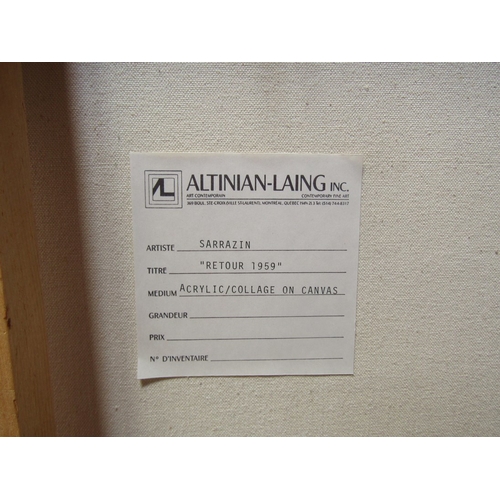 AL ALTINIAN-LAING INC.
ART CONTEMPORAIN CONTEMPORARY FINE ART
ARTISTE SARRAZIN
TITRE "RETOUR 1959"
MEDIUM ACRYLIC/COLLAGE ON CANVAS
GRANDEUR
PRIX
N° D'INVENTAIRE